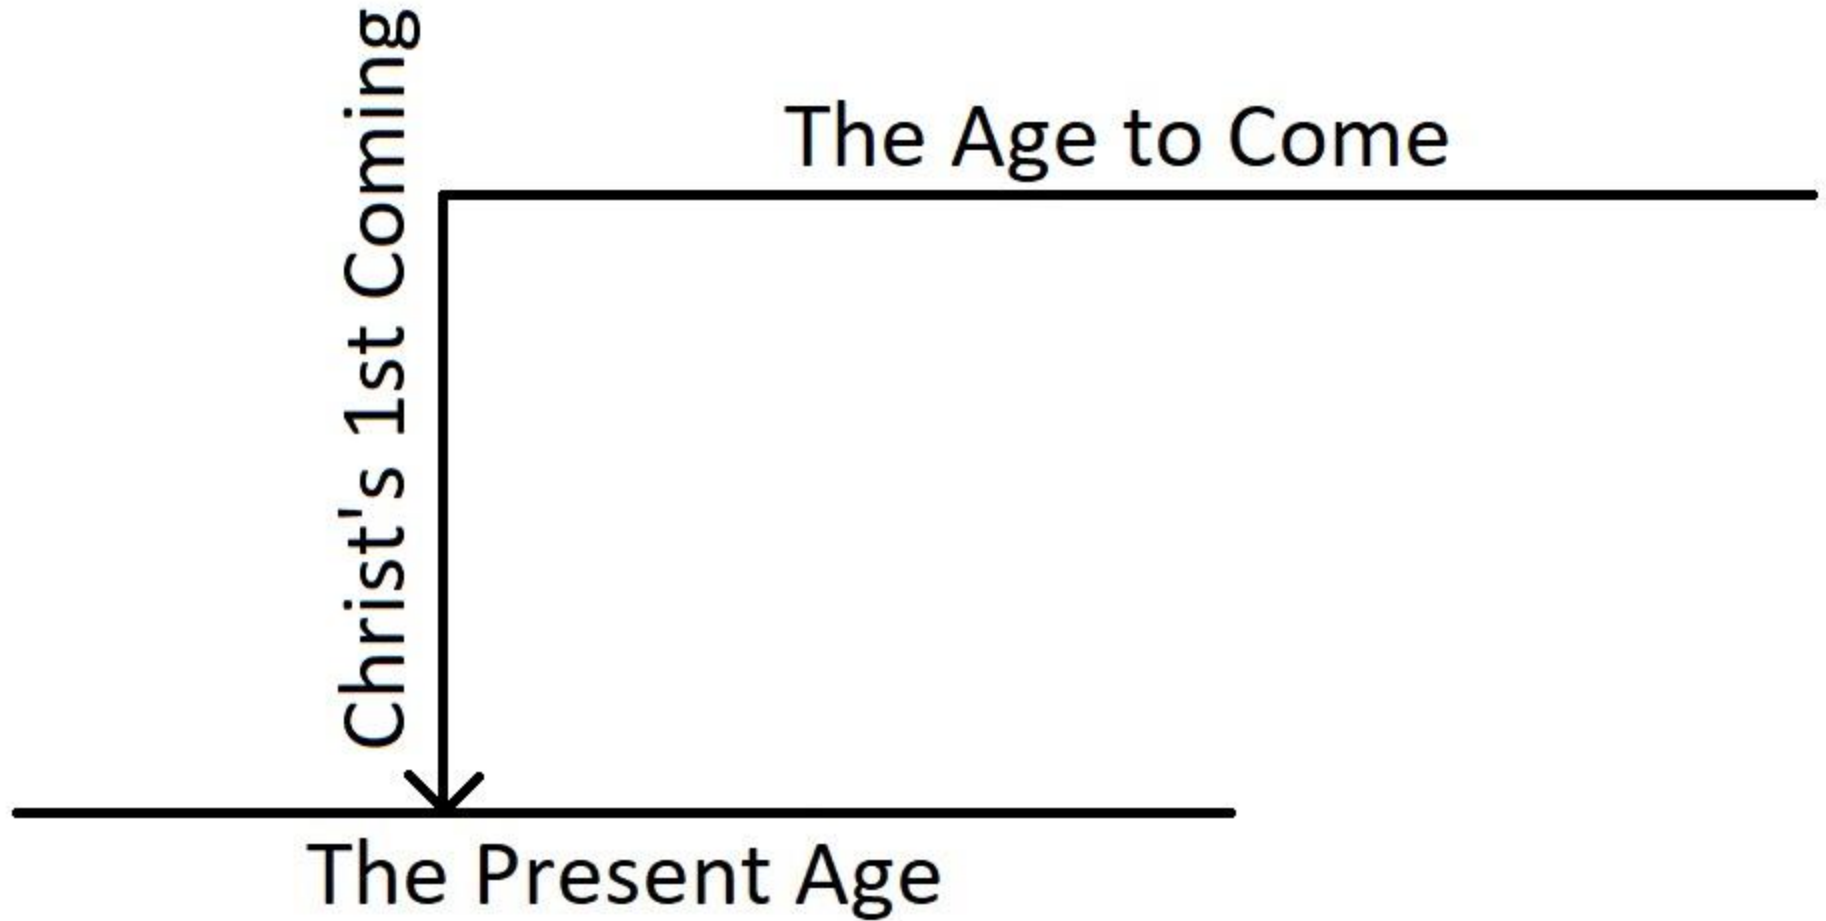 Christ's 1st Coming
The Age to Come
The Present Age